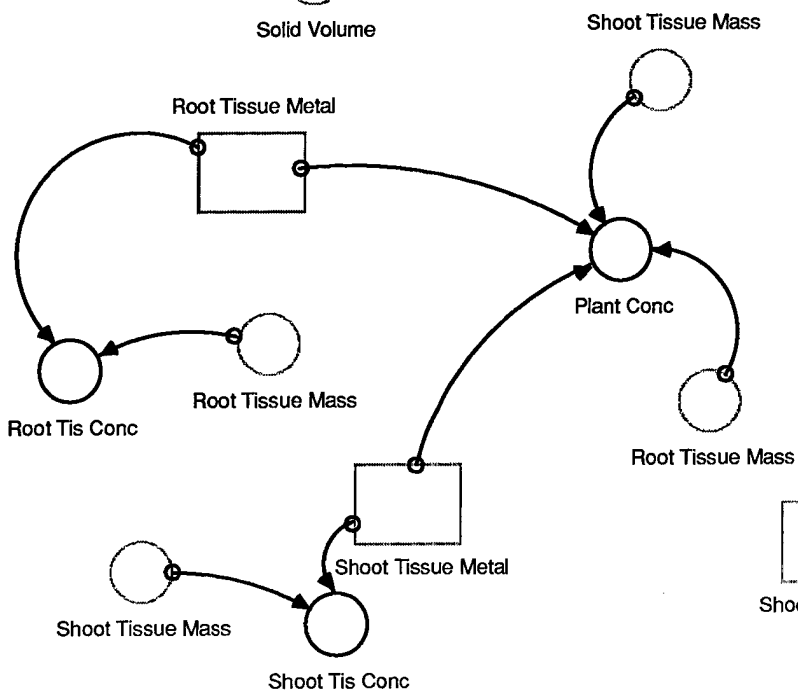 Solid Volume
Shoot Tissue Mass
Root Tissue Metal
Plant Conc
Root Tissue Mass
Root Tis Conc
Root Tissue Mass
Shoot Tissue Metal
Shoot Tissue Mass
Shoot Tis Conc